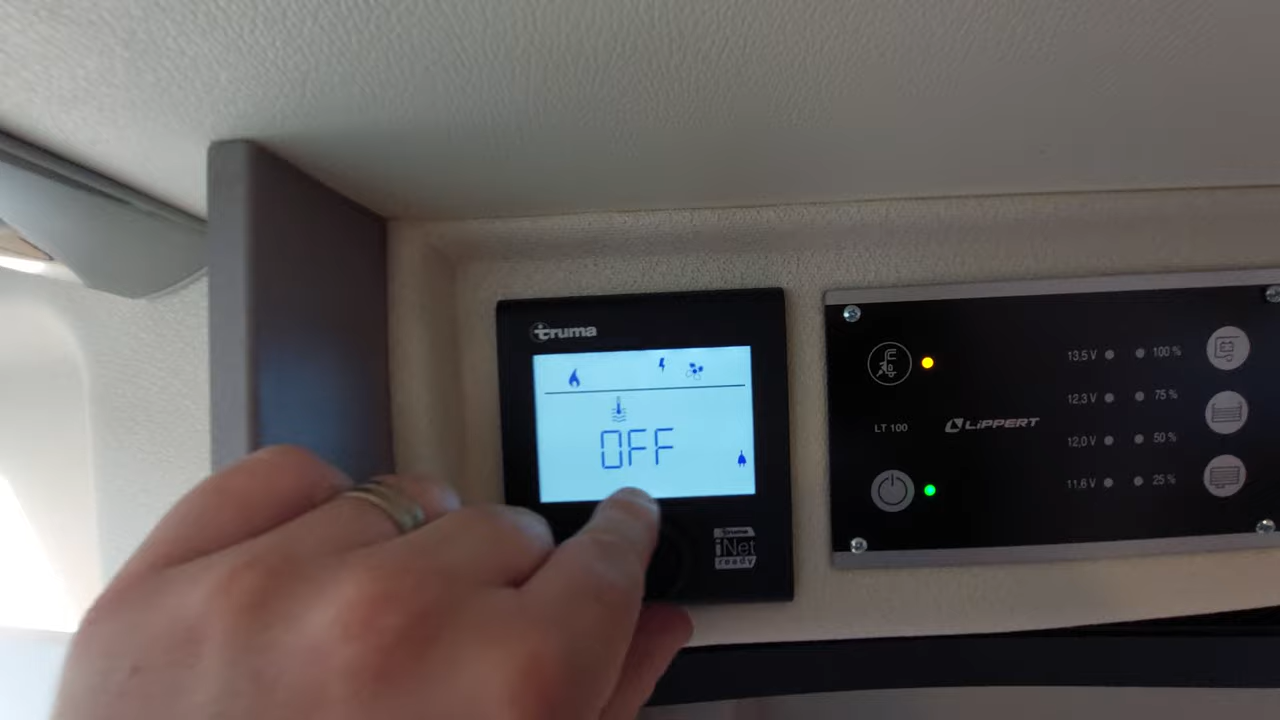 truma
OFF
truma
iNet
ready
LT 100
LIPPERT
13,5 V
100 %
12,3 V
75 %
12,0 V
50 %
11,6 V
25 %